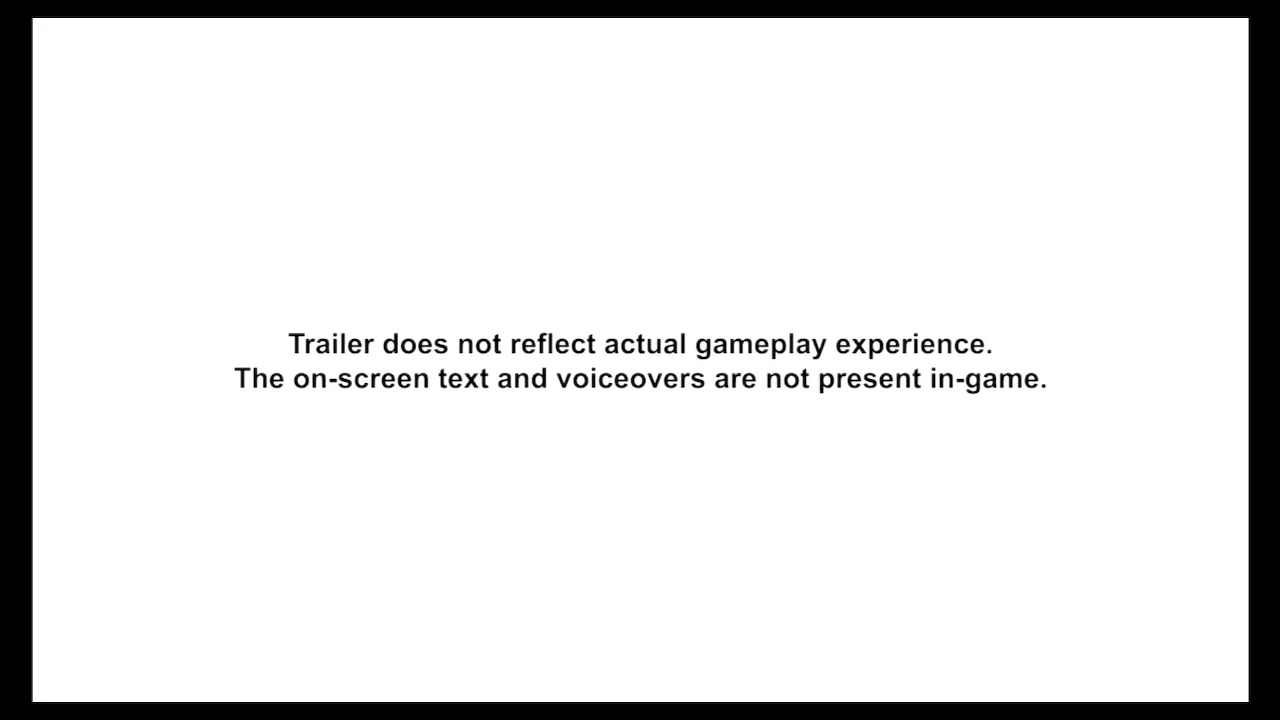 Trailer does not reflect actual gameplay experience.
The on-screen text and voiceovers are not present in-game.